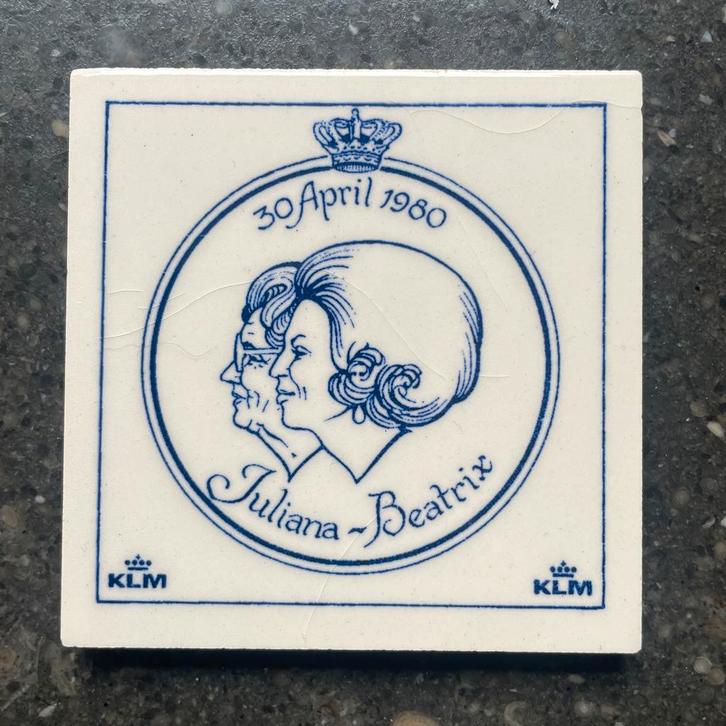 30 April 1980
Juliana - Beatrix
KLM
KLM